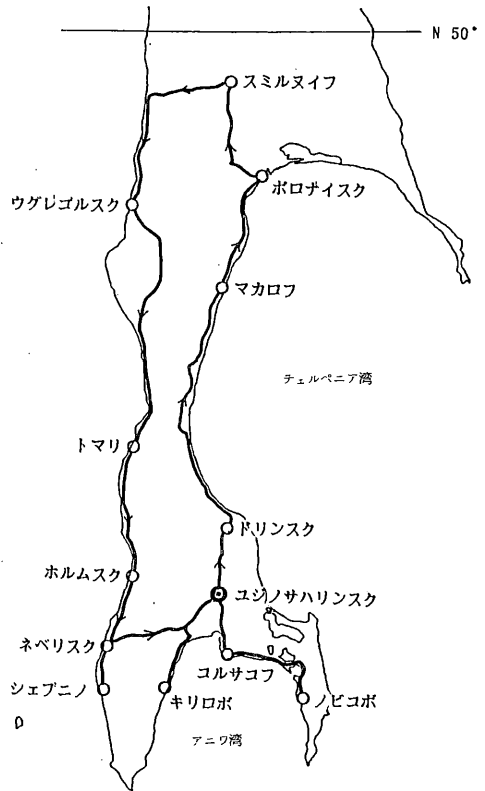 N 50°
スミルヌイフ
ポロナイスク
ウグレゴルスク
マカロフ
チェルペニア湾
トマリ
ドリンスク
ホルムスク
ユジノサハリンスク
ネベリスク
コルサコフ
シェブニノ
キリロボ
ノビコボ
アニワ湾